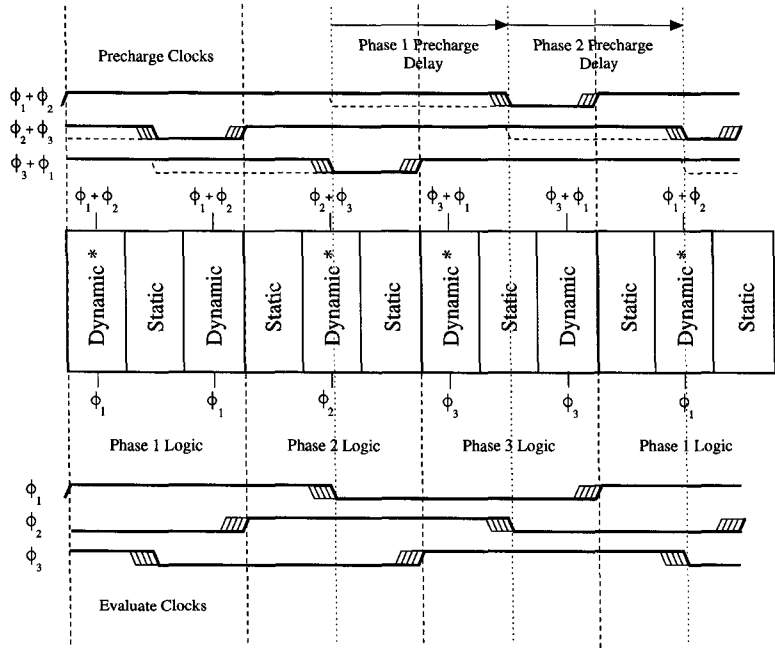 Precharge Clocks
Phase 1 Precharge
Delay
Phase 2 Precharge
Delay
ϕ₁+ϕ₂
ϕ₂+ϕ₃
ϕ₃+ϕ₁
ϕ₁+ϕ₂
ϕ₁+ϕ₂
ϕ₂+ϕ₃
ϕ₃+ϕ₁
ϕ₃+ϕ₁
ϕ₁+ϕ₂
Dynamic*
Static
Dynamic
Static
Dynamic*
Static
Dynamic*
Static
Dynamic
Static
Dynamic*
Static
ϕ₁
ϕ₁
ϕ₂
ϕ₃
ϕ₃
ϕ₁
Phase 1 Logic
Phase 2 Logic
Phase 3 Logic
Phase 1 Logic
ϕ₁
ϕ₂
ϕ₃
Evaluate Clocks